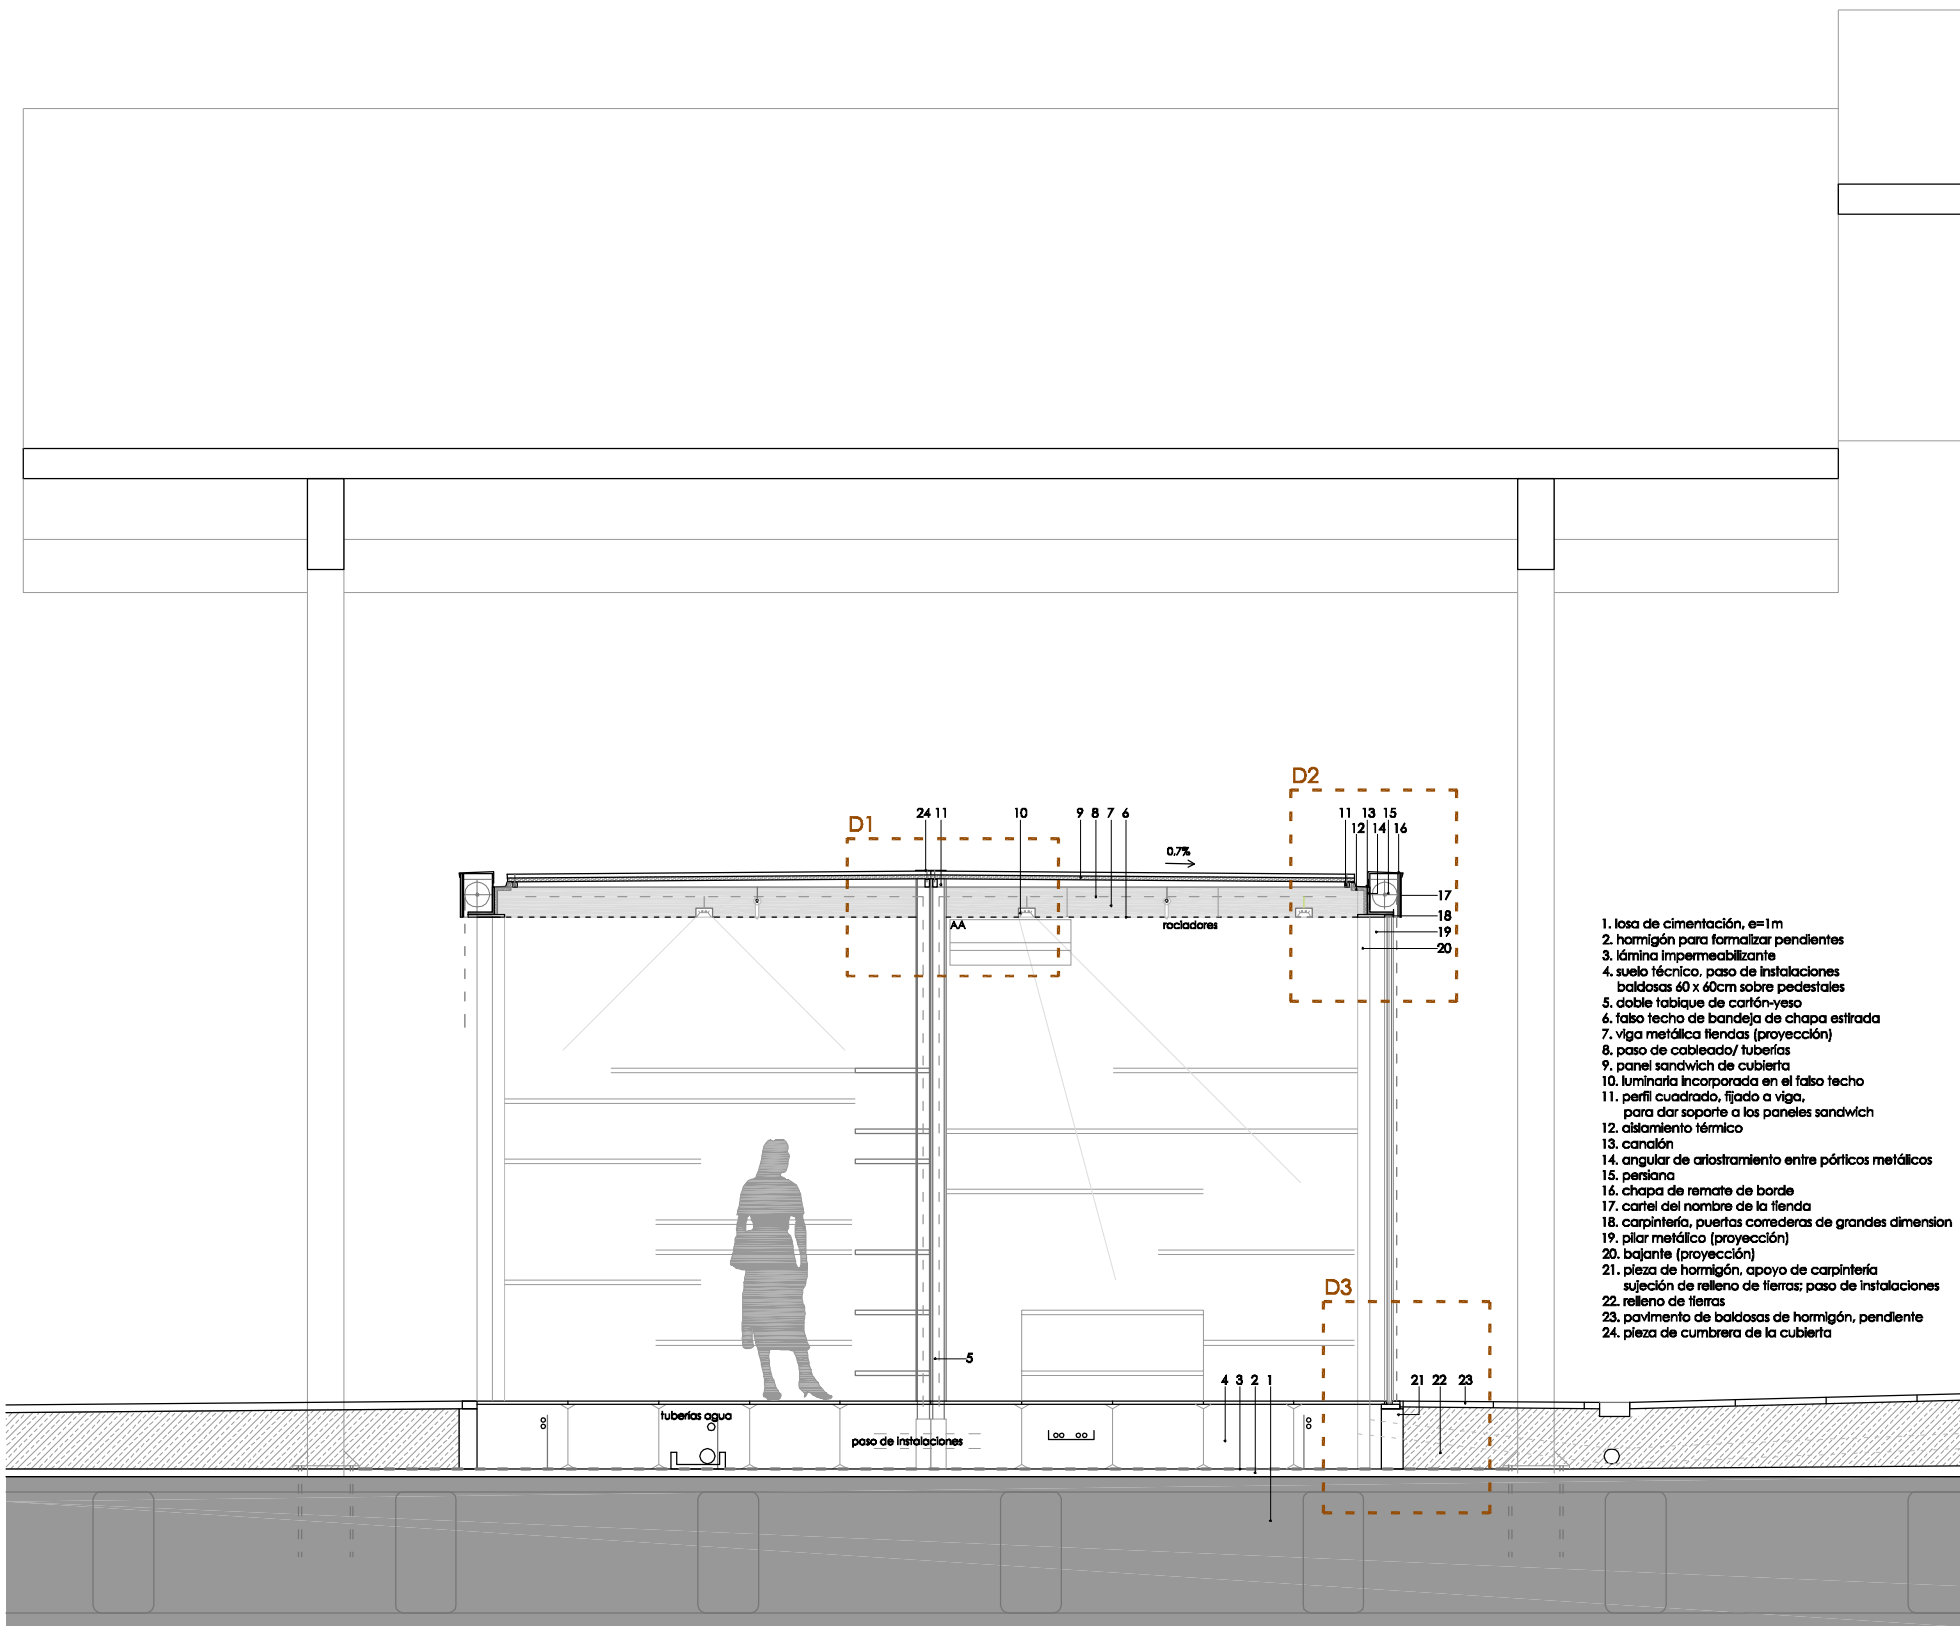 D2
11 13 15
12 14 16
D1
24 11 10 9 8 7 6
0,7%
17
18
19
20
AA
rociadores
1. losa de cimentación, e=1m
2. hormigón para formalizar pendientes
3. lámina impermeabilizante
4. suelo técnico, paso de instalaciones
baldosas 60 x 60cm sobre pedestales
5. doble tabique de cartón-yeso
6. falso techo de bandeja de chapa estirada
7. viga metálica tiendas (proyección)
8. paso de cableado/ tuberías
9. panel sandwich de cubierta
10. luminaria incorporada en el falso techo
11. perfil cuadrado, fijado a viga,
para dar soporte a los paneles sandwich
12. aislamiento térmico
13. canalón
14. angular de arriostramiento entre pórticos metálicos
15. persiana
16. chapa de remate de borde
17. cartel del nombre de la tienda
18. carpintería, puertas correderas de grandes dimension
19. pilar metálico (proyección)
20. bajante (proyección)
21. pieza de hormigón, apoyo de carpintería
sujeción de relleno de tierras; paso de instalaciones
22. relleno de tierras
23. pavimento de baldosas de hormigón, pendiente
24. pieza de cumbrera de la cubierta
D3
5
4 3 2 1
21 22 23
tuberías agua
paso de instalaciones